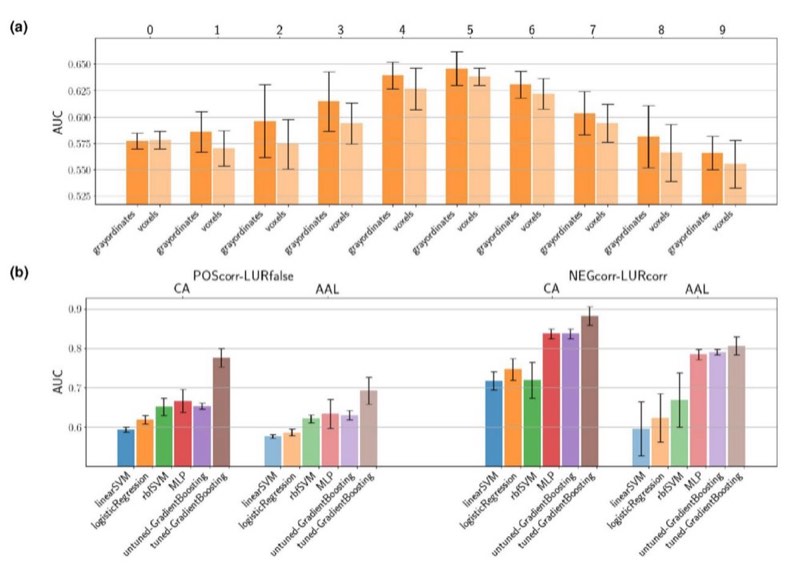 (a)
0 1 2 3 4 5 6 7 8 9
AUC
0.650
0.625
0.600
0.575
0.550
0.525
grayordinates voxels grayordinates voxels grayordinates voxels grayordinates voxels grayordinates voxels grayordinates voxels grayordinates voxels grayordinates voxels grayordinates voxels grayordinates voxels
(b)
POScorr-LURfalse NEGcorr-LURcorr
CA AAL CA AAL
AUC
0.9
0.8
0.7
0.6
linearSVM logisticRegression rbfSVM MLP untuned-GradientBoosting tuned-GradientBoosting linearSVM logisticRegression rbfSVM MLP untuned-GradientBoosting tuned-GradientBoosting linearSVM logisticRegression rbfSVM MLP untuned-GradientBoosting tuned-GradientBoosting linearSVM logisticRegression rbfSVM MLP untuned-GradientBoosting tuned-GradientBoosting